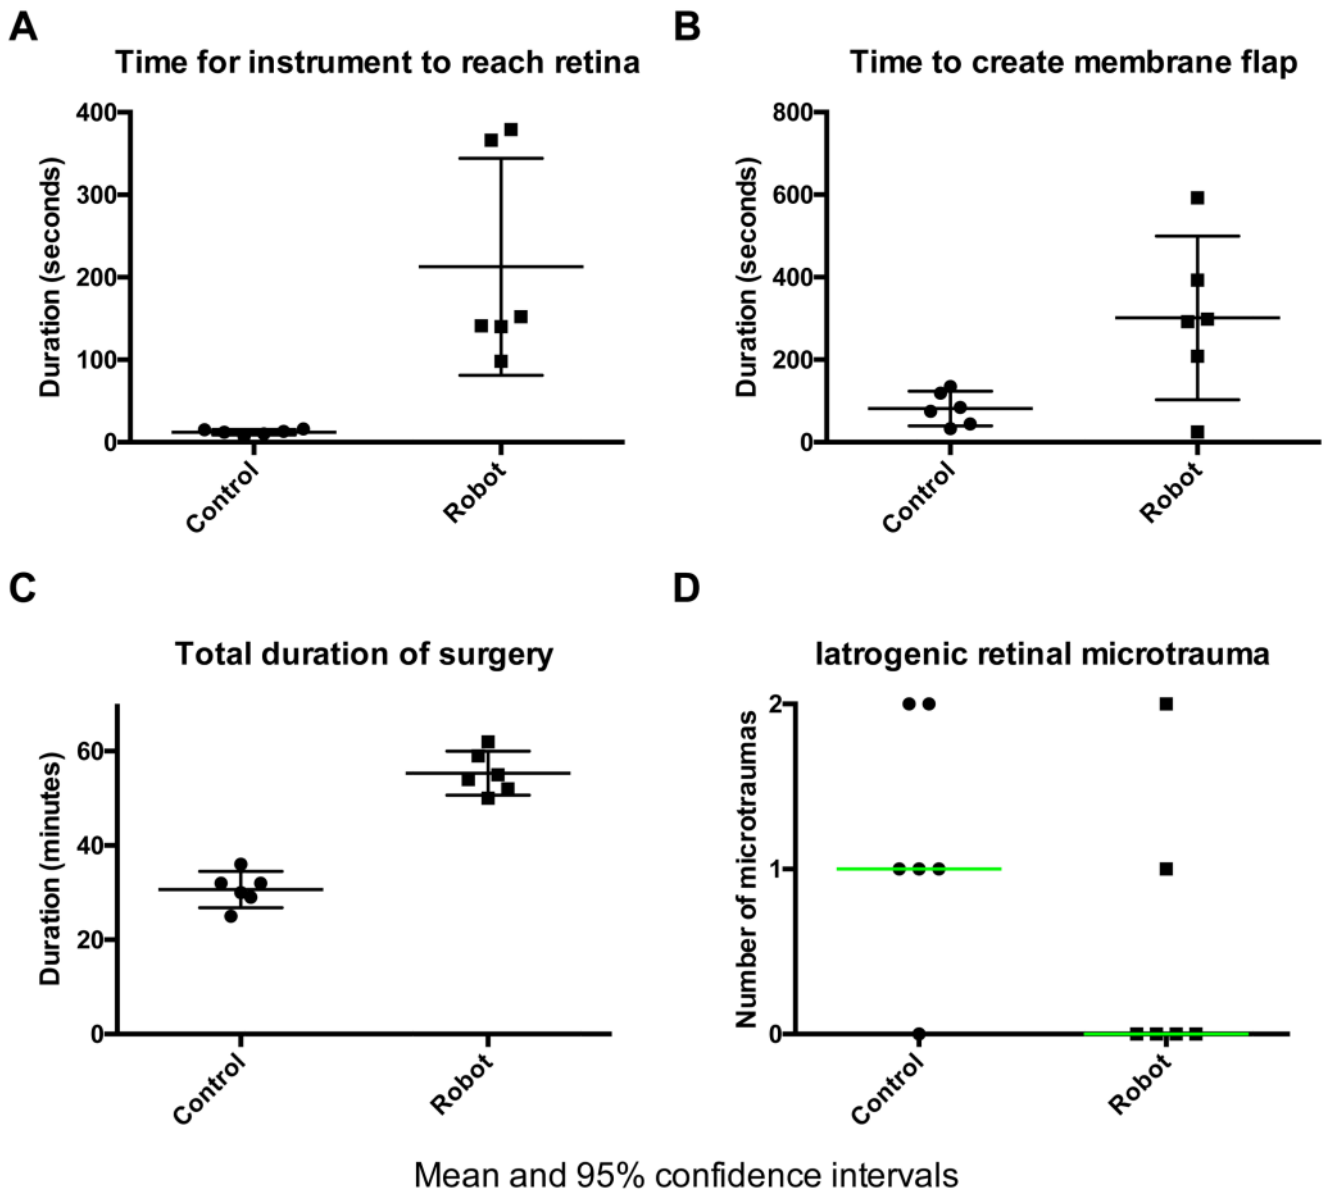 A
Time for instrument to reach retina
Duration (seconds)
400
300
200
100
0
Control
Robot
B
Time to create membrane flap
Duration (seconds)
800
600
400
200
0
Control
Robot
C
Total duration of surgery
Duration (minutes)
60
40
20
0
Control
Robot
D
Iatrogenic retinal microtrauma
Number of microtraumas
2
1
0
Control
Robot
Mean and 95% confidence intervals